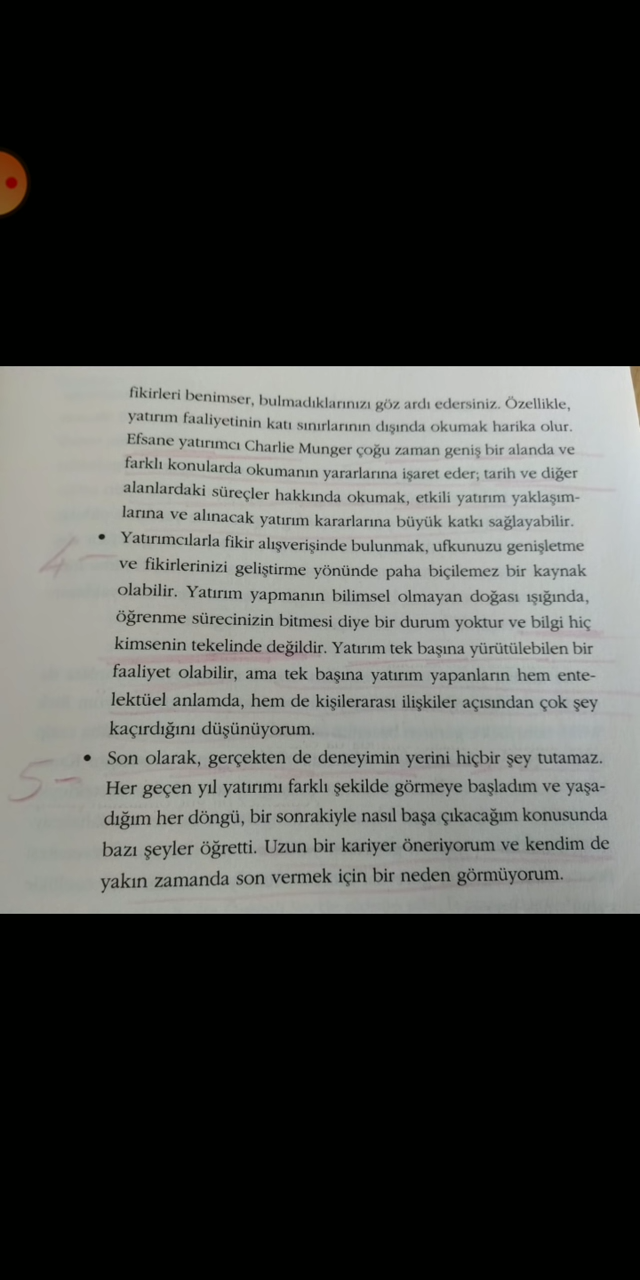 fikirleri benimser, bulmadıklarınızı göz ardı edersiniz. Özellikle,
yatırım faaliyetinin katı sınırlarının dışında okumak harika olur.
Efsane yatırımcı Charlie Munger çoğu zaman geniş bir alanda ve
farklı konularda okumanın yararlarına işaret eder; tarih ve diğer
alanlardaki süreçler hakkında okumak, etkili yatırım yaklaşım-
larına ve alınacak yatırım kararlarına büyük katkı sağlayabilir.
4- • Yatırımcılarla fikir alışverişinde bulunmak, ufkunuzu genişletme
ve fikirlerinizi geliştirme yönünde paha biçilemez bir kaynak
olabilir. Yatırım yapmanın bilimsel olmayan doğası ışığında,
öğrenme sürecinizin bitmesi diye bir durum yoktur ve bilgi hiç
kimsenin tekelinde değildir. Yatırım tek başına yürütülebilen bir
faaliyet olabilir, ama tek başına yatırım yapanların hem ente-
lektüel anlamda, hem de kişilerarası ilişkiler açısından çok şey
kaçırdığını düşünüyorum.
5- • Son olarak, gerçekten de deneyimin yerini hiçbir şey tutamaz.
Her geçen yıl yatırımı farklı şekilde görmeye başladım ve yaşa-
dığım her döngü, bir sonrakiyle nasıl başa çıkacağım konusunda
bazı şeyler öğretti. Uzun bir kariyer öneriyorum ve kendim de
yakın zamanda son vermek için bir neden görmüyorum.